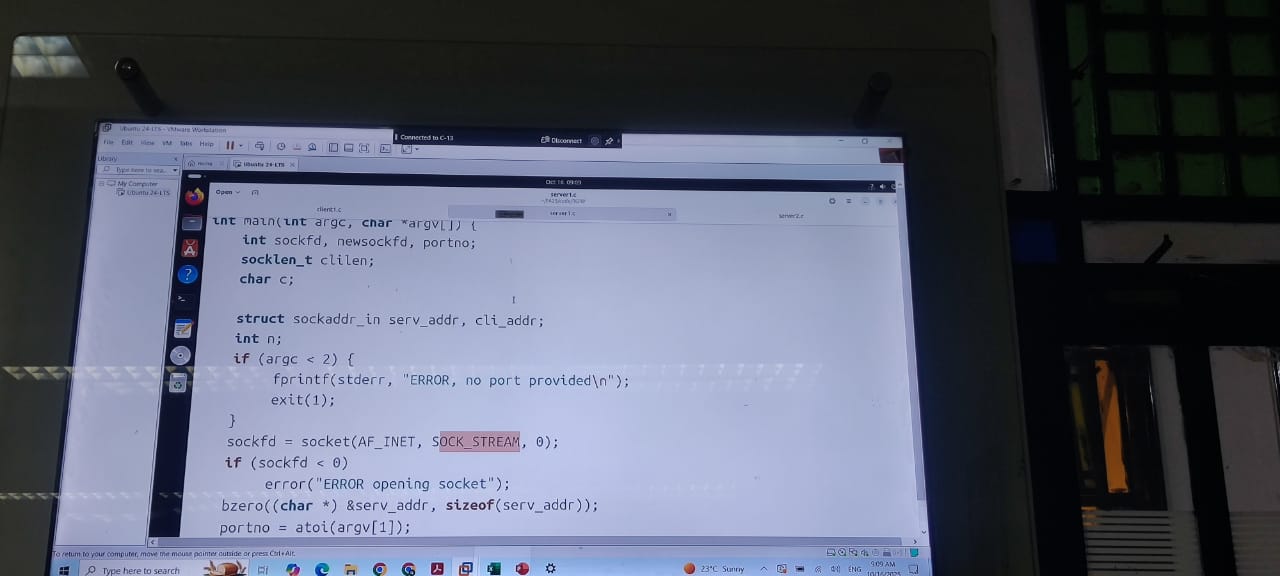 Ubuntu 24-LTS - VMware Workstation
Connected to C-13
Disconnect
File Edit View VM Tabs Help
Library
Home
Ubuntu 24-LTS
Type here to sea...
My Computer
Ubuntu 24-LTS
Oct 16 09:09
Open
server1.c
client1.c
server1.c
server2.c
int main(int argc, char *argv[]) {
int sockfd, newsockfd, portno;
socklen_t clilen;
char c;
struct sockaddr_in serv_addr, cli_addr;
int n;
if (argc < 2) {
fprintf(stderr, "ERROR, no port provided\n");
exit(1);
}
sockfd = socket(AF_INET, SOCK_STREAM, 0);
if (sockfd < 0)
error("ERROR opening socket");
bzero((char *) &serv_addr, sizeof(serv_addr));
portno = atoi(argv[1]);
To return to your computer, move the mouse pointer outside or press Ctrl+Alt.
Type here to search
23°C Sunny
ENG
9:09 AM